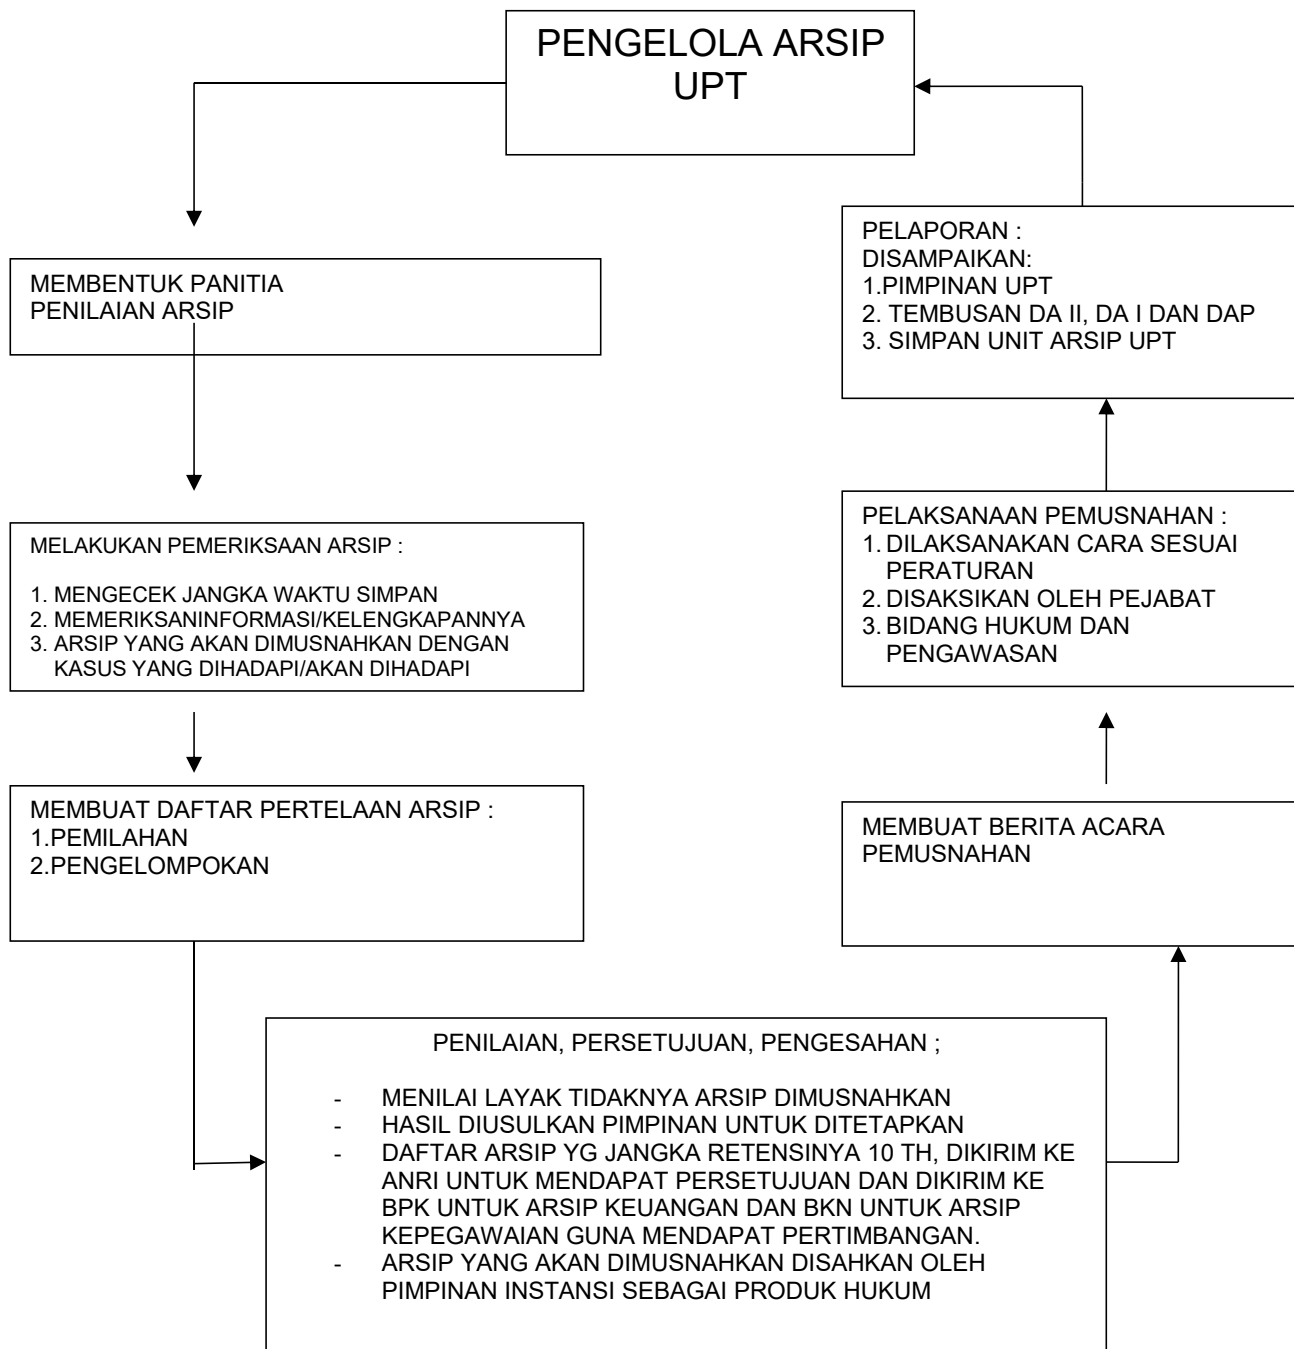 PENGELOLA ARSIP
UPT
MEMBENTUK PANITIA
PENILAIAN ARSIP
MELAKUKAN PEMERIKSAAN ARSIP :
1. MENGECEK JANGKA WAKTU SIMPAN
2. MEMERIKSANINFORMASI/KELENGKAPANNYA
3. ARSIP YANG AKAN DIMUSNAHKAN DENGAN
KASUS YANG DIHADAPI/AKAN DIHADAPI
MEMBUAT DAFTAR PERTELAAN ARSIP :
1.PEMILAHAN
2.PENGELOMPOKAN
PENILAIAN, PERSETUJUAN, PENGESAHAN ;
- MENILAI LAYAK TIDAKNYA ARSIP DIMUSNAHKAN
- HASIL DIUSULKAN PIMPINAN UNTUK DITETAPKAN
- DAFTAR ARSIP YG JANGKA RETENSINYA 10 TH, DIKIRIM KE
ANRI UNTUK MENDAPAT PERSETUJUAN DAN DIKIRIM KE
BPK UNTUK ARSIP KEUANGAN DAN BKN UNTUK ARSIP
KEPEGAWAIAN GUNA MENDAPAT PERTIMBANGAN.
- ARSIP YANG AKAN DIMUSNAHKAN DISAHKAN OLEH
PIMPINAN INSTANSI SEBAGAI PRODUK HUKUM
MEMBUAT BERITA ACARA
PEMUSNAHAN
PELAKSANAAN PEMUSNAHAN :
1. DILAKSANAKAN CARA SESUAI
PERATURAN
2. DISAKSIKAN OLEH PEJABAT
3. BIDANG HUKUM DAN
PENGAWASAN
PELAPORAN :
DISAMPAIKAN:
1.PIMPINAN UPT
2. TEMBUSAN DA II, DA I DAN DAP
3. SIMPAN UNIT ARSIP UPT